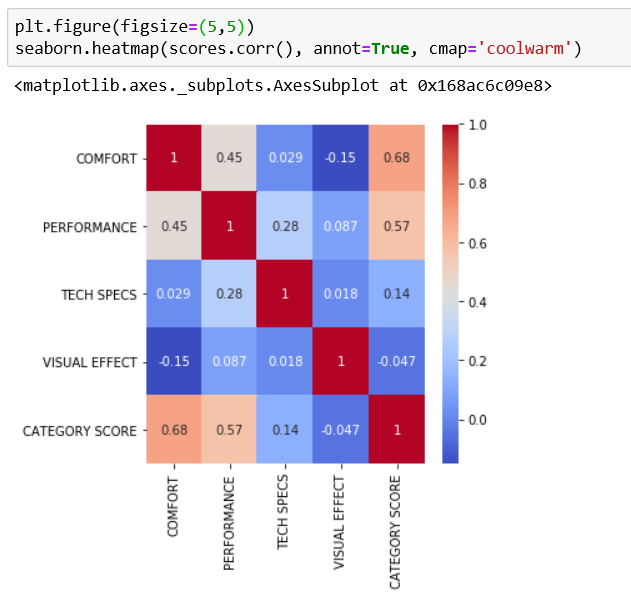 plt.figure(figsize=(5,5))
seaborn.heatmap(scores.corr(), annot=True, cmap='coolwarm')
<matplotlib.axes._subplots.AxesSubplot at 0x168ac6c09e8>
COMFORT 1 0.45 0.029 -0.15 0.68
PERFORMANCE 0.45 1 0.28 0.087 0.57
TECH SPECS 0.029 0.28 1 0.018 0.14
VISUAL EFFECT -0.15 0.087 0.018 1 -0.047
CATEGORY SCORE 0.68 0.57 0.14 -0.047 1
COMFORT
PERFORMANCE
TECH SPECS
VISUAL EFFECT
CATEGORY SCORE
1.0
0.8
0.6
0.4
0.2
0.0